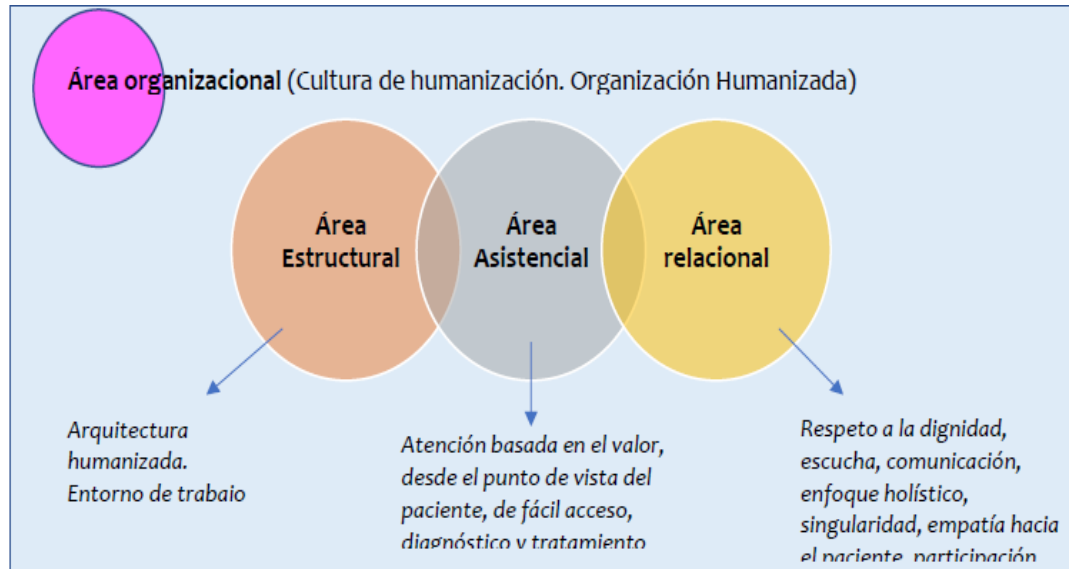 Área organizacional (Cultura de humanización. Organización Humanizada)
Área
Estructural
Área
Asistencial
Área
relacional
Arquitectura
humanizada.
Entorno de trabajo
Atención basada en el valor,
desde el punto de vista del
paciente, de fácil acceso,
diagnóstico y tratamiento
Respeto a la dignidad,
escucha, comunicación,
enfoque holístico,
singularidad, empatía hacia
el paciente, participación